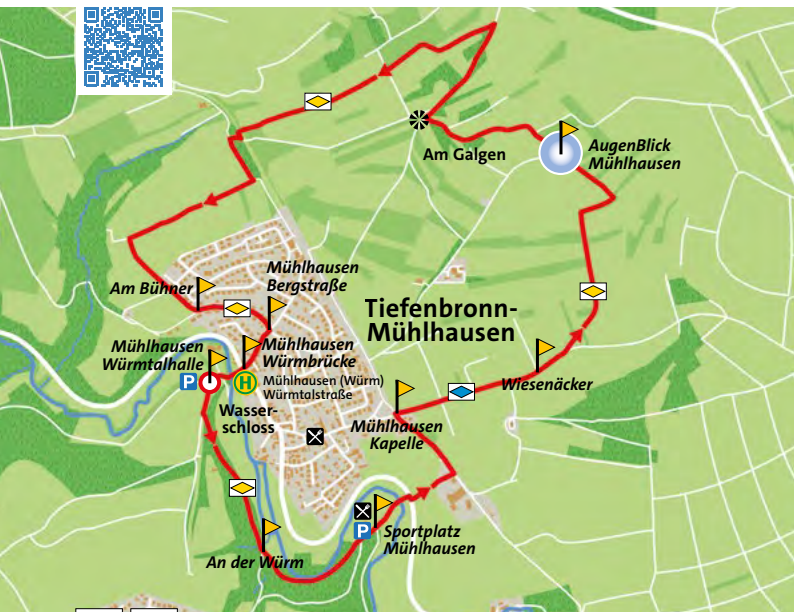 Am Galgen
AugenBlick
Mühlhausen
Mühlhausen
Bergstraße
Am Bühner
Tiefenbronn-
Mühlhausen
Mühlhausen
Würmtalhalle
Mühlhausen
Würmbrücke
P
H
Mühlhausen (Würm)
Würmtalstraße
Wasser-
schloss
Wiesenäcker
Mühlhausen
Kapelle
P
Sportplatz
Mühlhausen
An der Würm